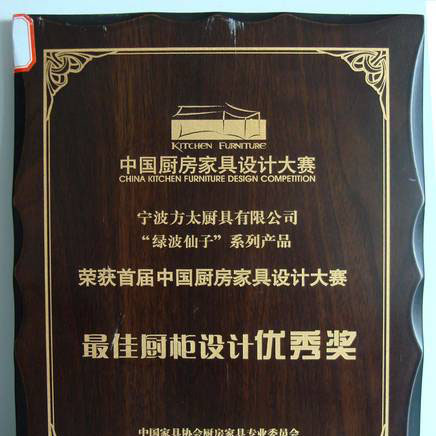 KITCHEN FURNITURE
中国厨房家具设计大赛
CHINA KITCHEN FURNITURE DESIGN COMPETITION
宁波方太厨具有限公司
“绿波仙子”系列产品
荣获首届中国厨房家具设计大赛
最佳厨柜设计优秀奖
中国家具协会厨房家具专业委员会